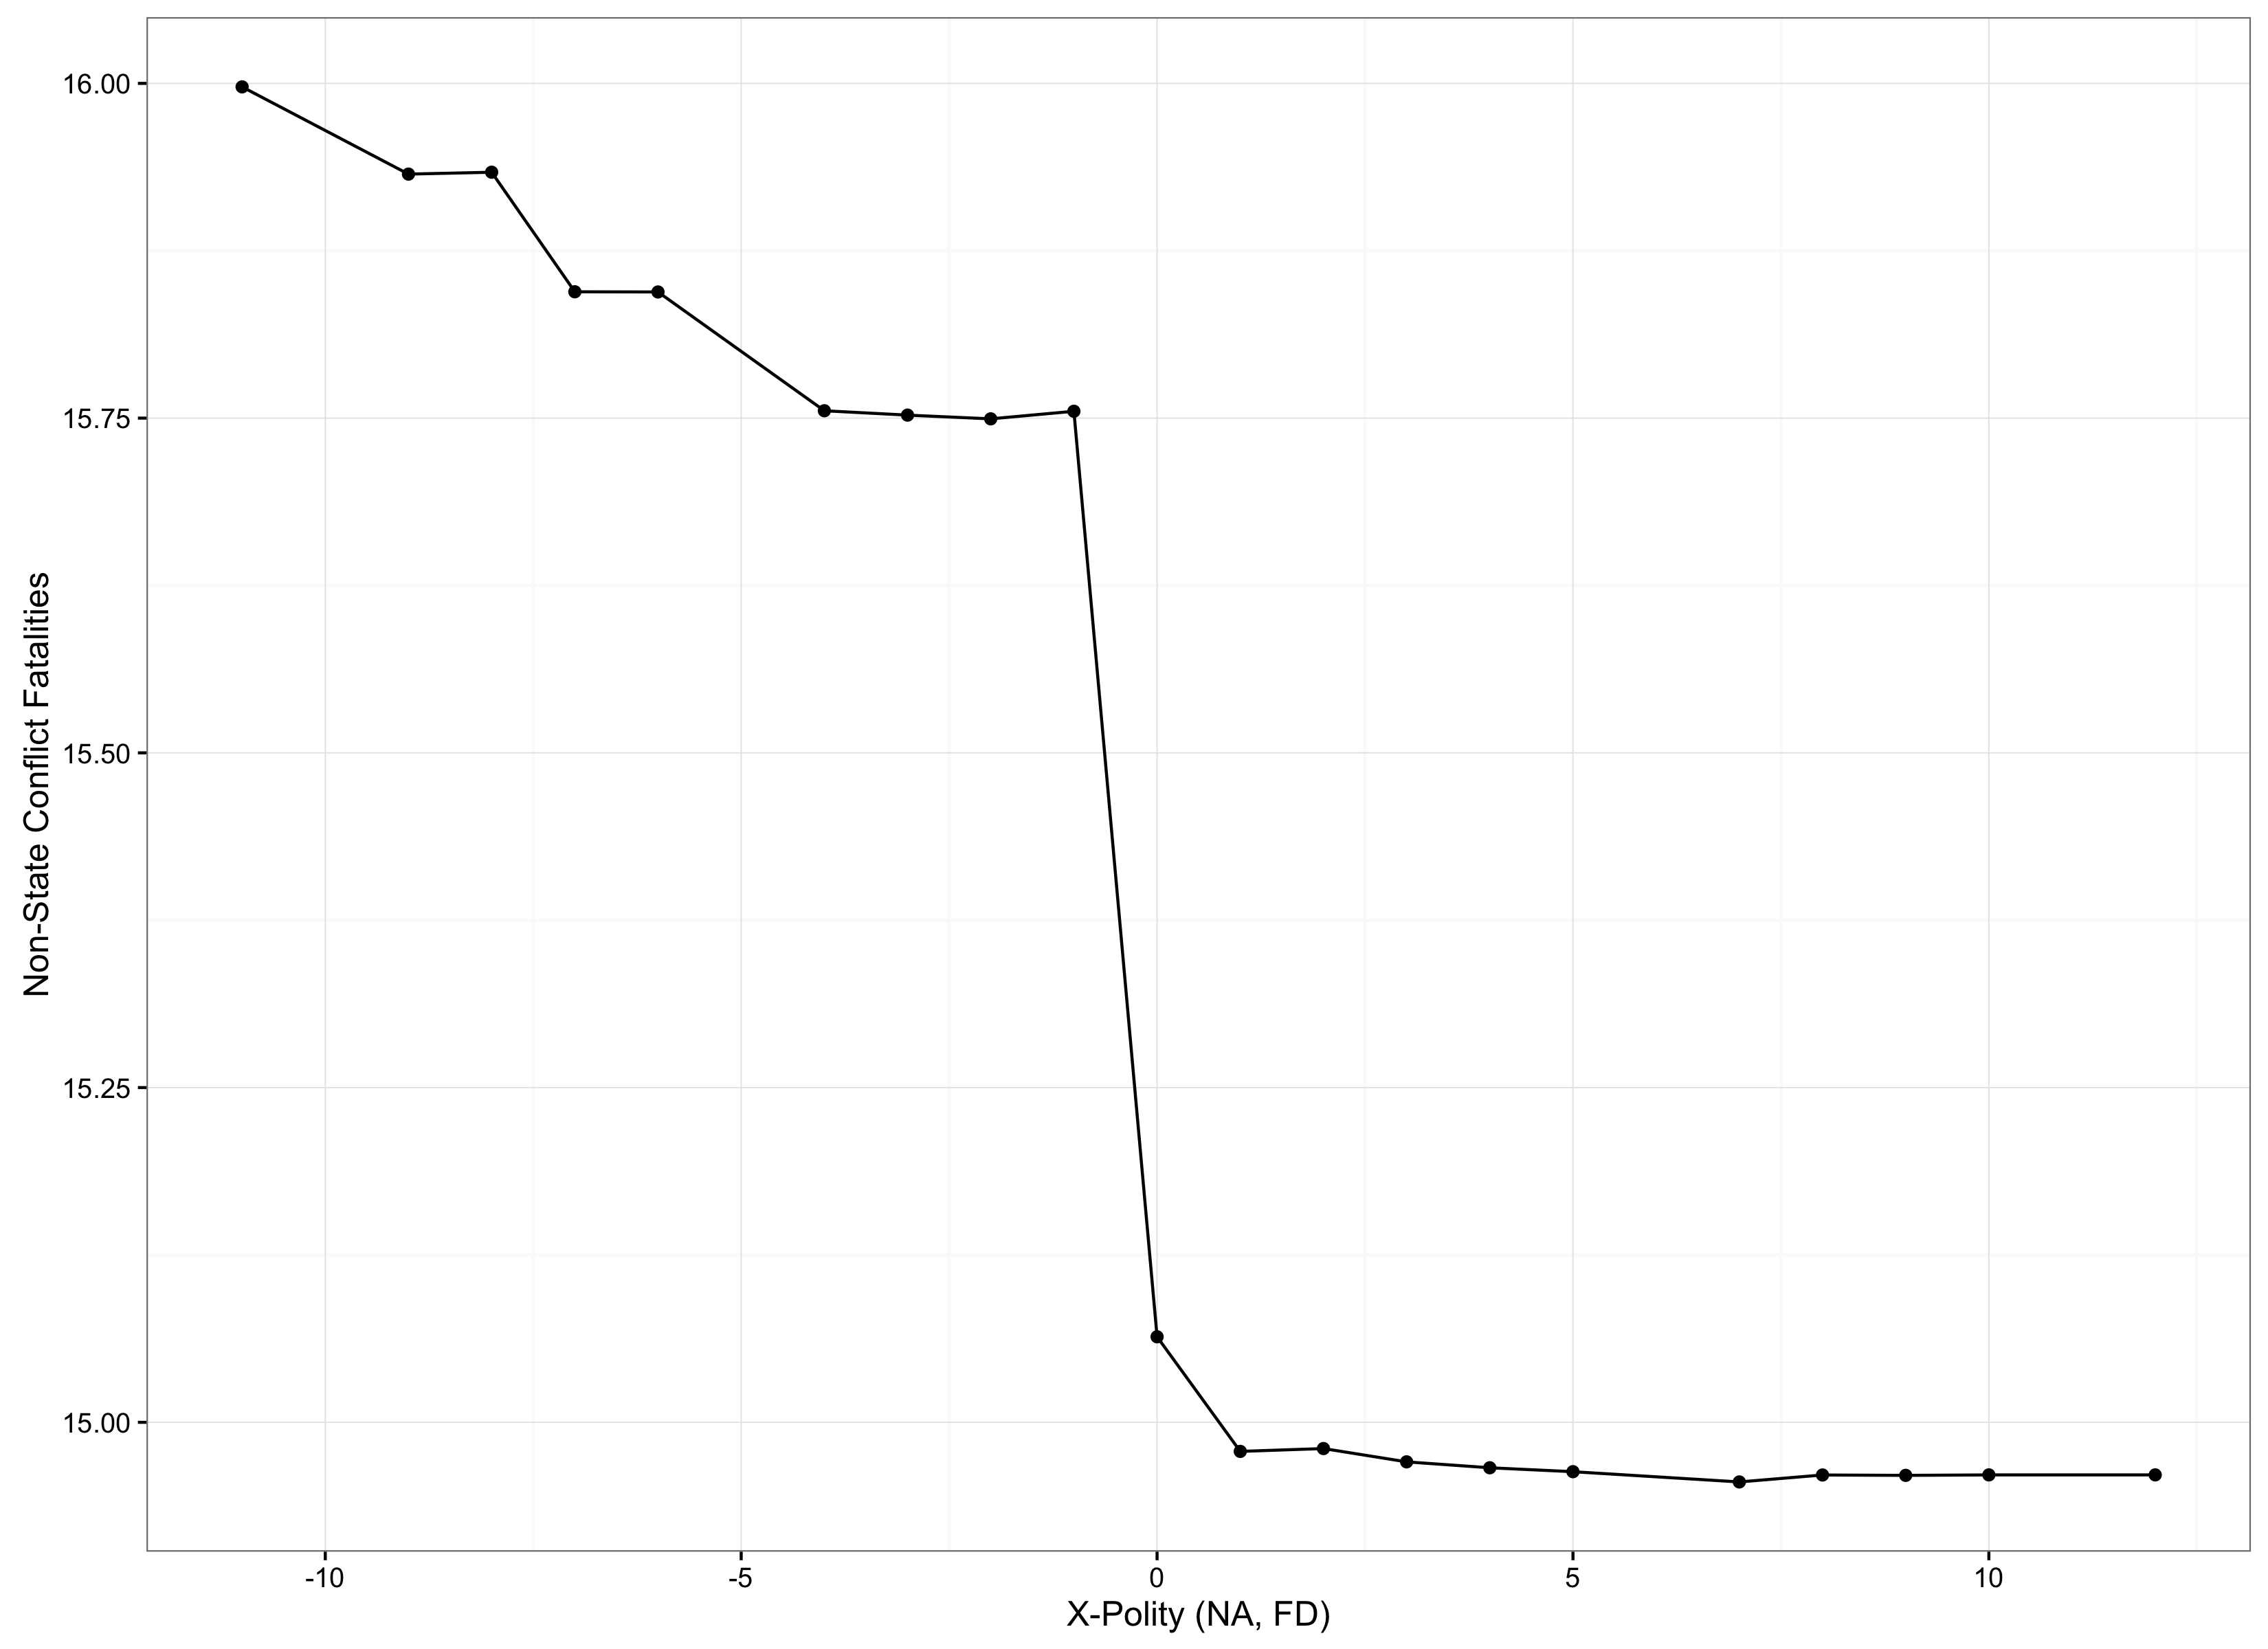 Non-State Conflict Fatalities
16.00
15.75
15.50
15.25
15.00
-10 -5 0 5 10
X-Polity (NA, FD)